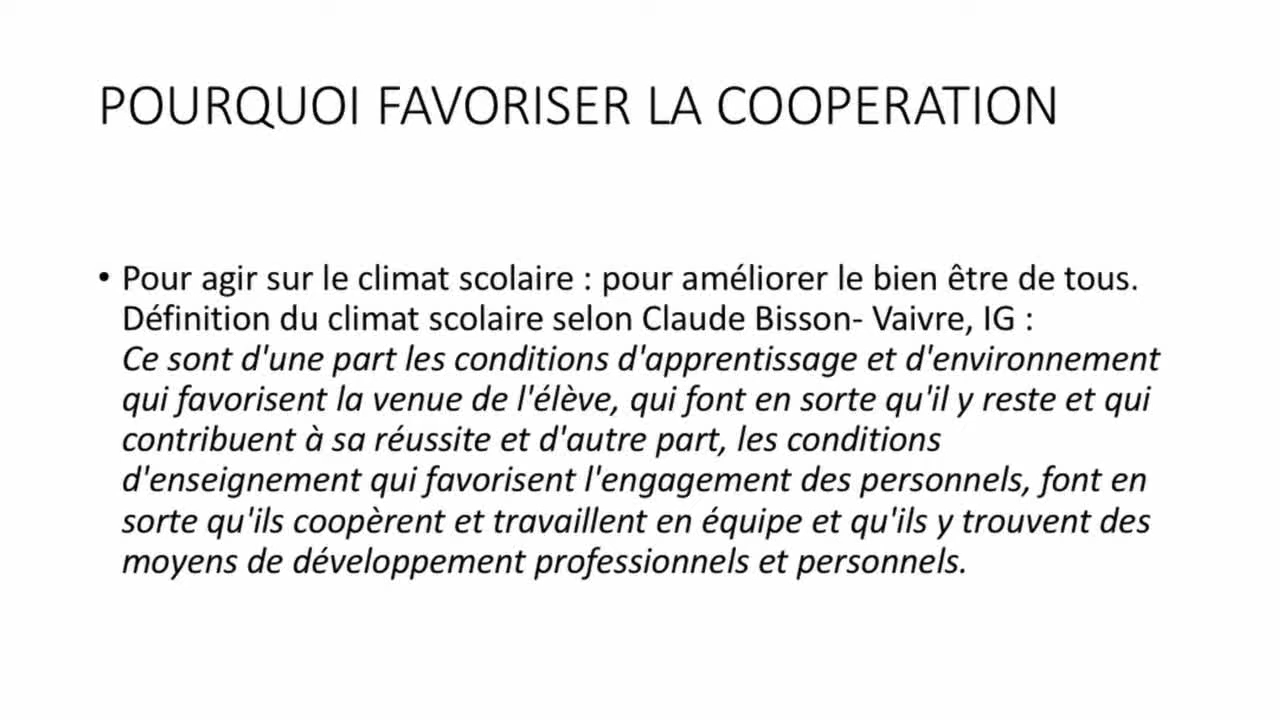 POURQUOI FAVORISER LA COOPERATION
• Pour agir sur le climat scolaire : pour améliorer le bien être de tous.
Définition du climat scolaire selon Claude Bisson- Vaivre, IG :
Ce sont d'une part les conditions d'apprentissage et d'environnement
qui favorisent la venue de l'élève, qui font en sorte qu'il y reste et qui
contribuent à sa réussite et d'autre part, les conditions
d'enseignement qui favorisent l'engagement des personnels, font en
sorte qu'ils coopèrent et travaillent en équipe et qu'ils y trouvent des
moyens de développement professionnels et personnels.